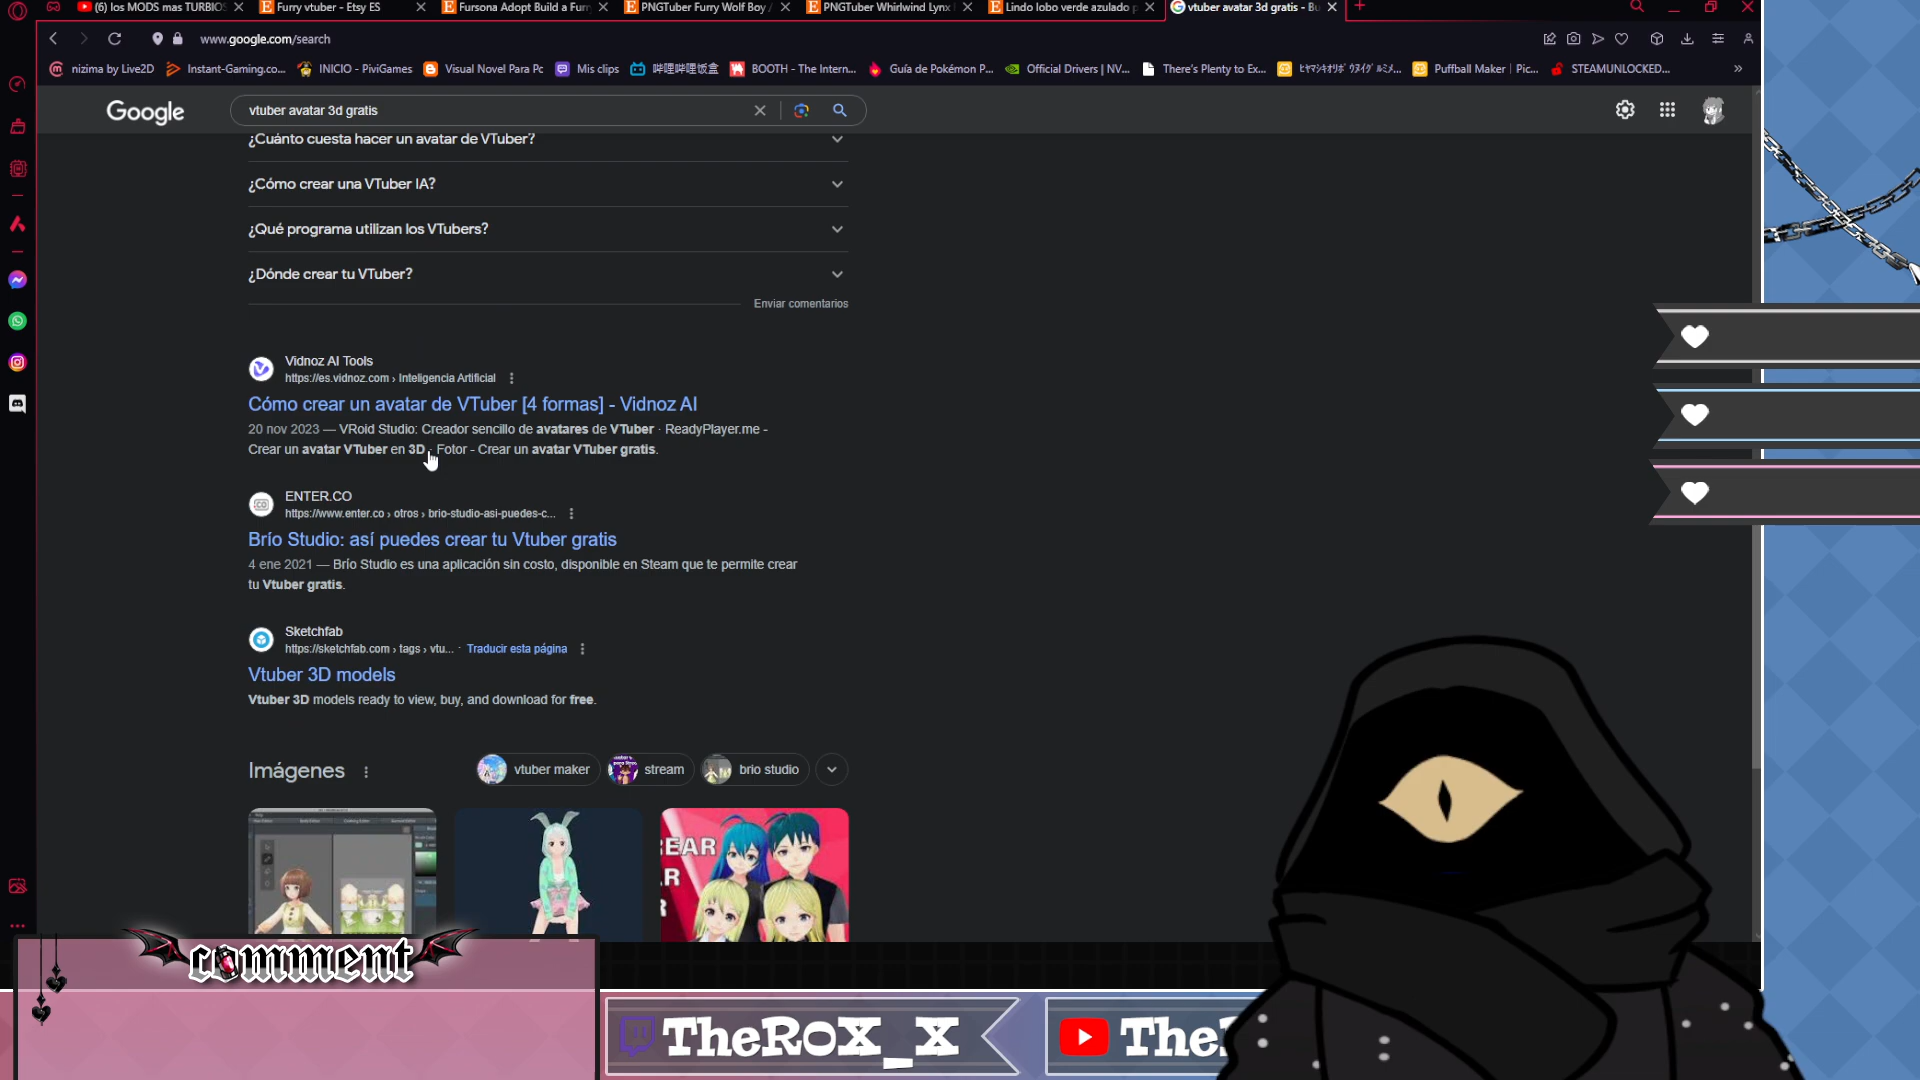 (6) los MODS mas TURBIOS
Furry vtuber - Etsy ES
Fursona Adopt Build a Furr
PNGTuber Furry Wolf Boy /
PNGTuber Whirlwind Lynx
Lindo lobo verde azulado p
vtuber avatar 3d gratis - Bu
www.google.com/search
nizima by Live2D
Instant-Gaming.co...
INICIO - PiviGames
Visual Novel Para Pc
Mis clips
哔哩哔哩饭盒
BOOTH - The Intern...
Guía de Pokémon P...
Official Drivers | NV...
There's Plenty to Ex...
Puffball Maker | Pic...
STEAMUNLOCKED...
»
Google
vtuber avatar 3d gratis
¿Cuánto cuesta hacer un avatar de VTuber?
¿Cómo crear una VTuber IA?
¿Qué programa utilizan los VTubers?
¿Dónde crear tu VTuber?
Enviar comentarios
Vidnoz AI Tools
https://es.vidnoz.com › Inteligencia Artificial
Cómo crear un avatar de VTuber [4 formas] - Vidnoz AI
20 nov 2023 — VRoid Studio: Creador sencillo de avatares de VTuber · ReadyPlayer.me -
Crear un avatar VTuber en 3D · Fotor - Crear un avatar VTuber gratis.
ENTER.CO
https://www.enter.co › otros › brio-studio-asi-puedes-c...
Brío Studio: así puedes crear tu Vtuber gratis
4 ene 2021 — Brío Studio es una aplicación sin costo, disponible en Steam que te permite crear
tu Vtuber gratis.
Sketchfab
https://sketchfab.com › tags › vtu... · Traducir esta página
Vtuber 3D models
Vtuber 3D models ready to view, buy, and download for free.
Imágenes
vtuber maker
stream
brio studio
EAR
R
R
comment
TheROX_X
The